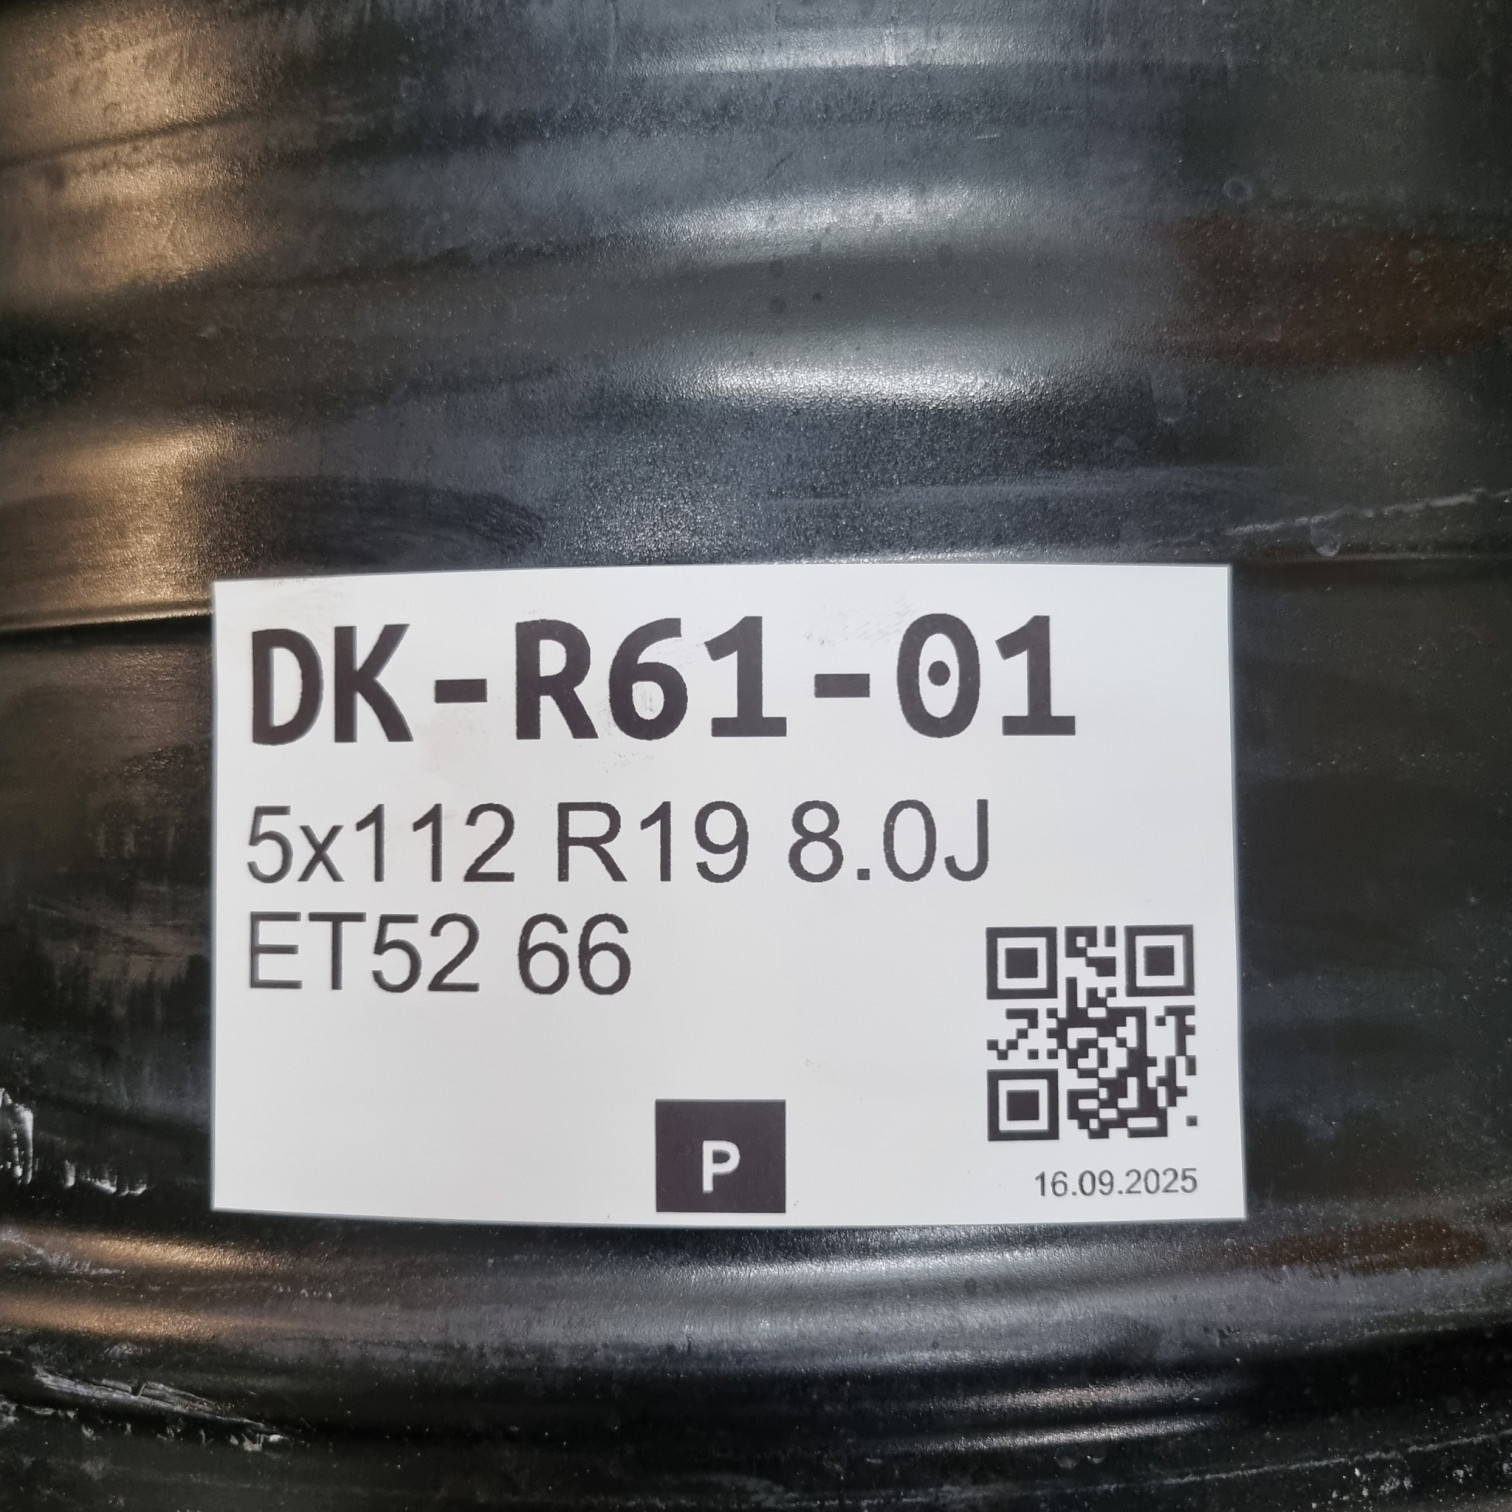 DK-R61-01
5x112 R19 8.0J
ET52 66
P
16.09.2025